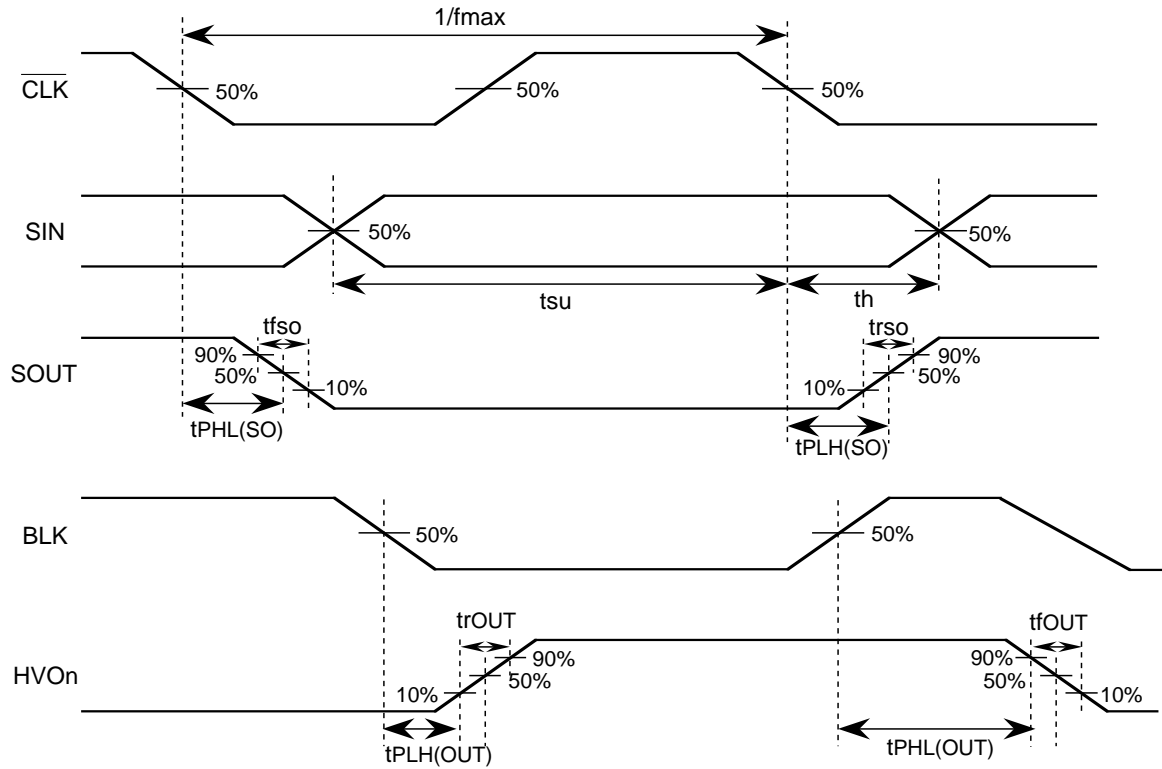 1/fmax
CLK
50%
50%
50%
SIN
50%
50%
tsu
th
tfso
trso
SOUT
90%
50%
10%
10%
90%
50%
tPHL(SO)
tPLH(SO)
BLK
50%
50%
trOUT
tfOUT
HVOn
10%
90%
50%
90%
50%
10%
tPLH(OUT)
tPHL(OUT)